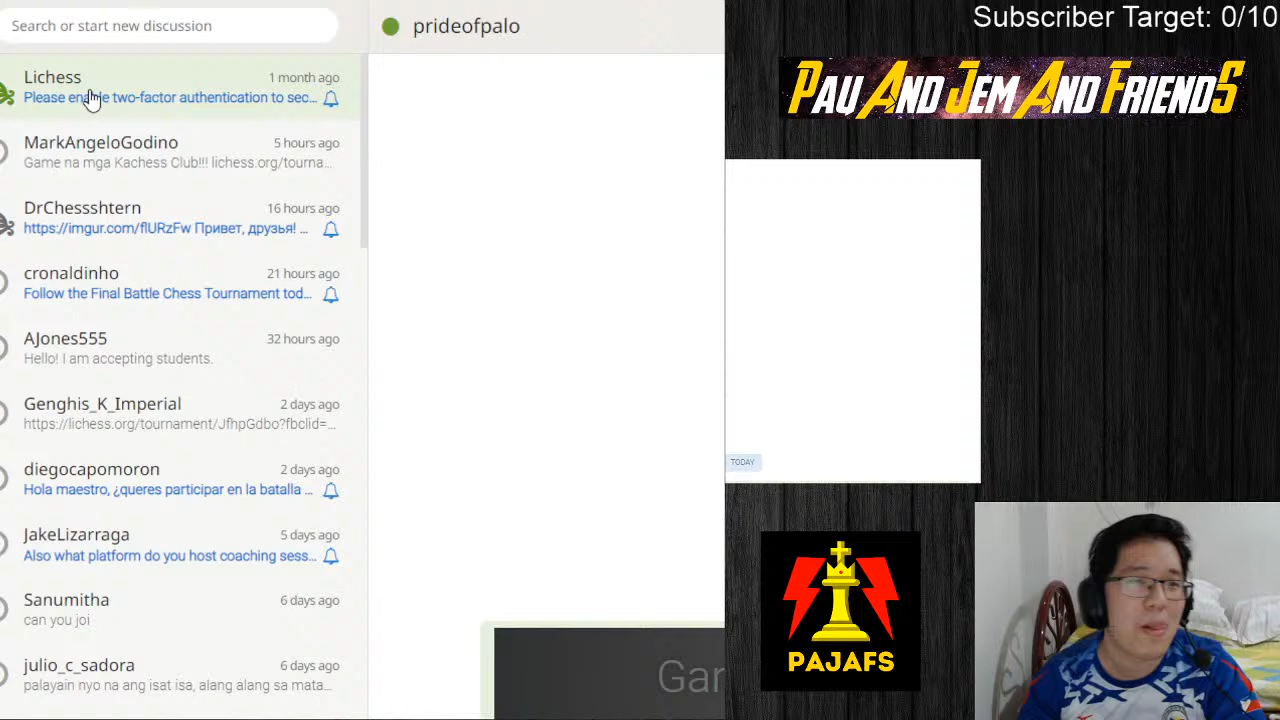 Search or start new discussion
prideofpalo
Subscriber Target: 0/10
PAU AND JEM AND FRIENDS
Lichess
1 month ago
Please enable two-factor authentication to sec...
MarkAngeloGodino
5 hours ago
Game na mga Kachess Club!!! lichess.org/tourna...
DrChessshtern
16 hours ago
https://imgur.com/flURzFw Привет, друзья! ...
cronaldinho
21 hours ago
Follow the Final Battle Chess Tournament tod...
AJones555
32 hours ago
Hello! I am accepting students.
Genghis_K_Imperial
2 days ago
https://lichess.org/tournament/JfhpGdbo?fbclid=...
TODAY
diegocapomoron
2 days ago
Hola maestro, ¿queres participar en la batalla ...
JakeLizarraga
5 days ago
Also what platform do you host coaching sess...
Sanumitha
6 days ago
can you joi
julio_c_sadora
6 days ago
palayain nyo na ang isat isa, alang alang sa mata...
Gar
PAJAFS